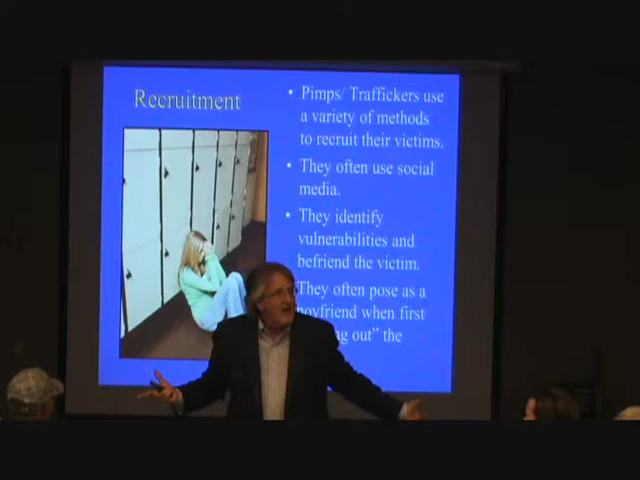 Recruitment
• Pimps/ Traffickers use
a variety of methods
to recruit their victims.
• They often use social
media.
• They identify
vulnerabilities and
befriend the victim.
They often pose as a
boyfriend when first
out" the